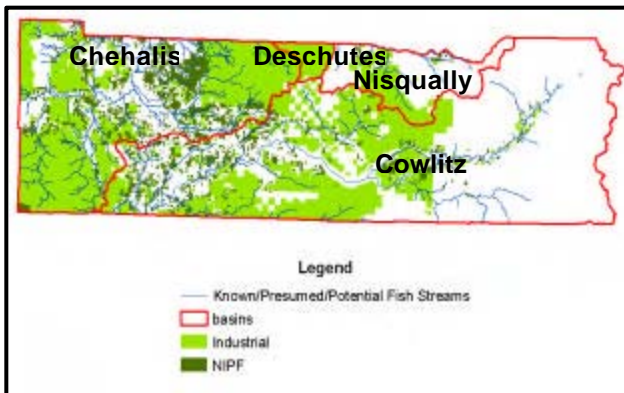 Chehalis Deschutes
Nisqually
Cowlitz
Legend
Known/Presumed/Potential Fish Streams
basins
Industrial
NIPF